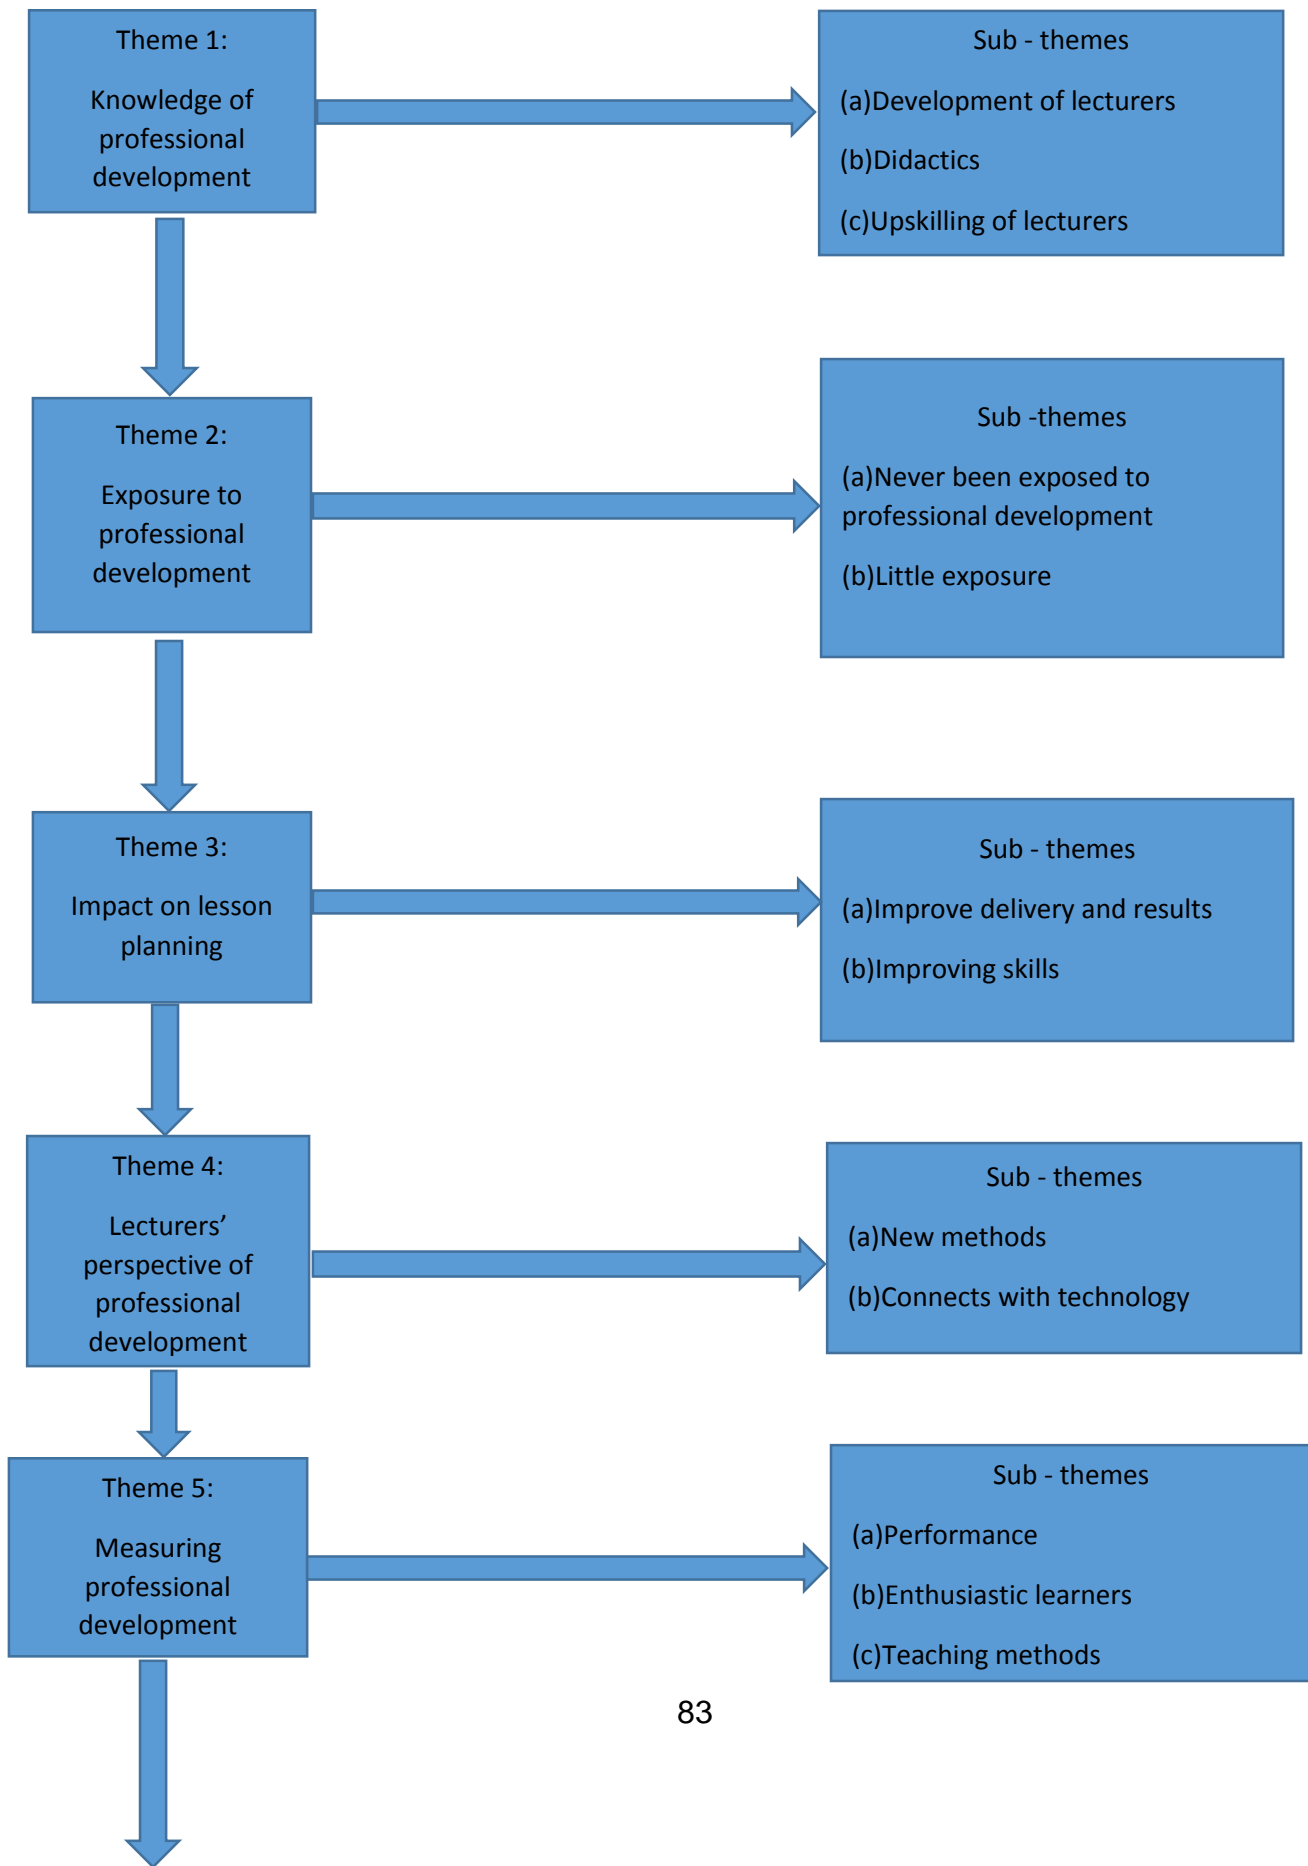 Theme 1:
Knowledge of
professional
development
Sub - themes
(a)Development of lecturers
(b)Didactics
(c)Upskilling of lecturers
Theme 2:
Exposure to
professional
development
Sub -themes
(a)Never been exposed to
professional development
(b)Little exposure
Theme 3:
Impact on lesson
planning
Sub - themes
(a)Improve delivery and results
(b)Improving skills
Theme 4:
Lecturers’
perspective of
professional
development
Sub - themes
(a)New methods
(b)Connects with technology
Theme 5:
Measuring
professional
development
Sub - themes
(a)Performance
(b)Enthusiastic learners
(c)Teaching methods
83